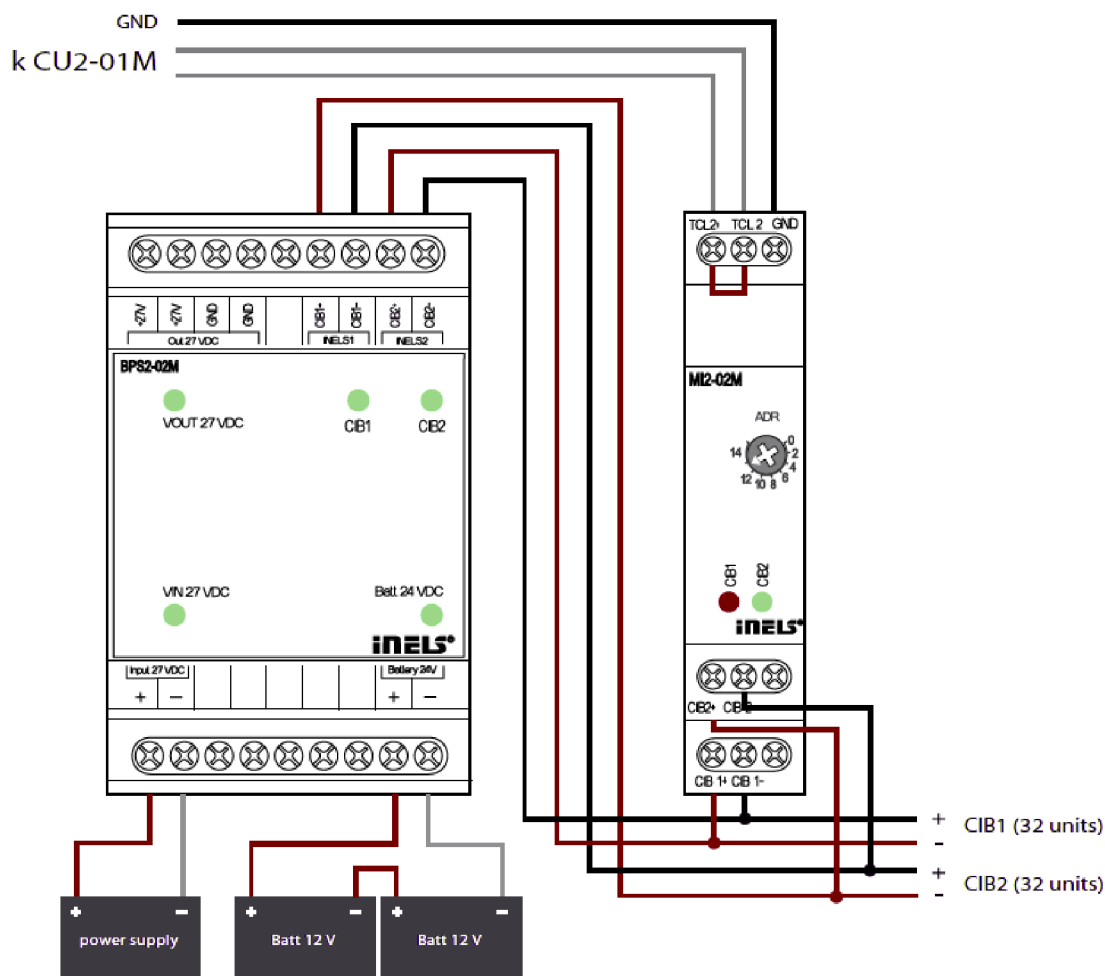 GND
k CU2-01M
+27V +27V GND GND CIB1+ CIB1- CIB2+ CIB2-
Out 27 VDC INELS1 INELS2
BPS2-02M
VOUT 27 VDC CIB1 CIB2
VIN 27 VDC Batt 24 VDC
iNELS
Input 27 VDC Battery 24V
+ − + −
+ −
power supply
+ −
Batt 12 V
+ −
Batt 12 V
TCL2+ TCL 2 GND
MI2-02M
ADR
0
2
4
6
8
10
12
14
CIB1 CIB2
iNELS
CIB2+
CIB 1+ CIB 1-
+
-
CIB1 (32 units)
+
-
CIB2 (32 units)